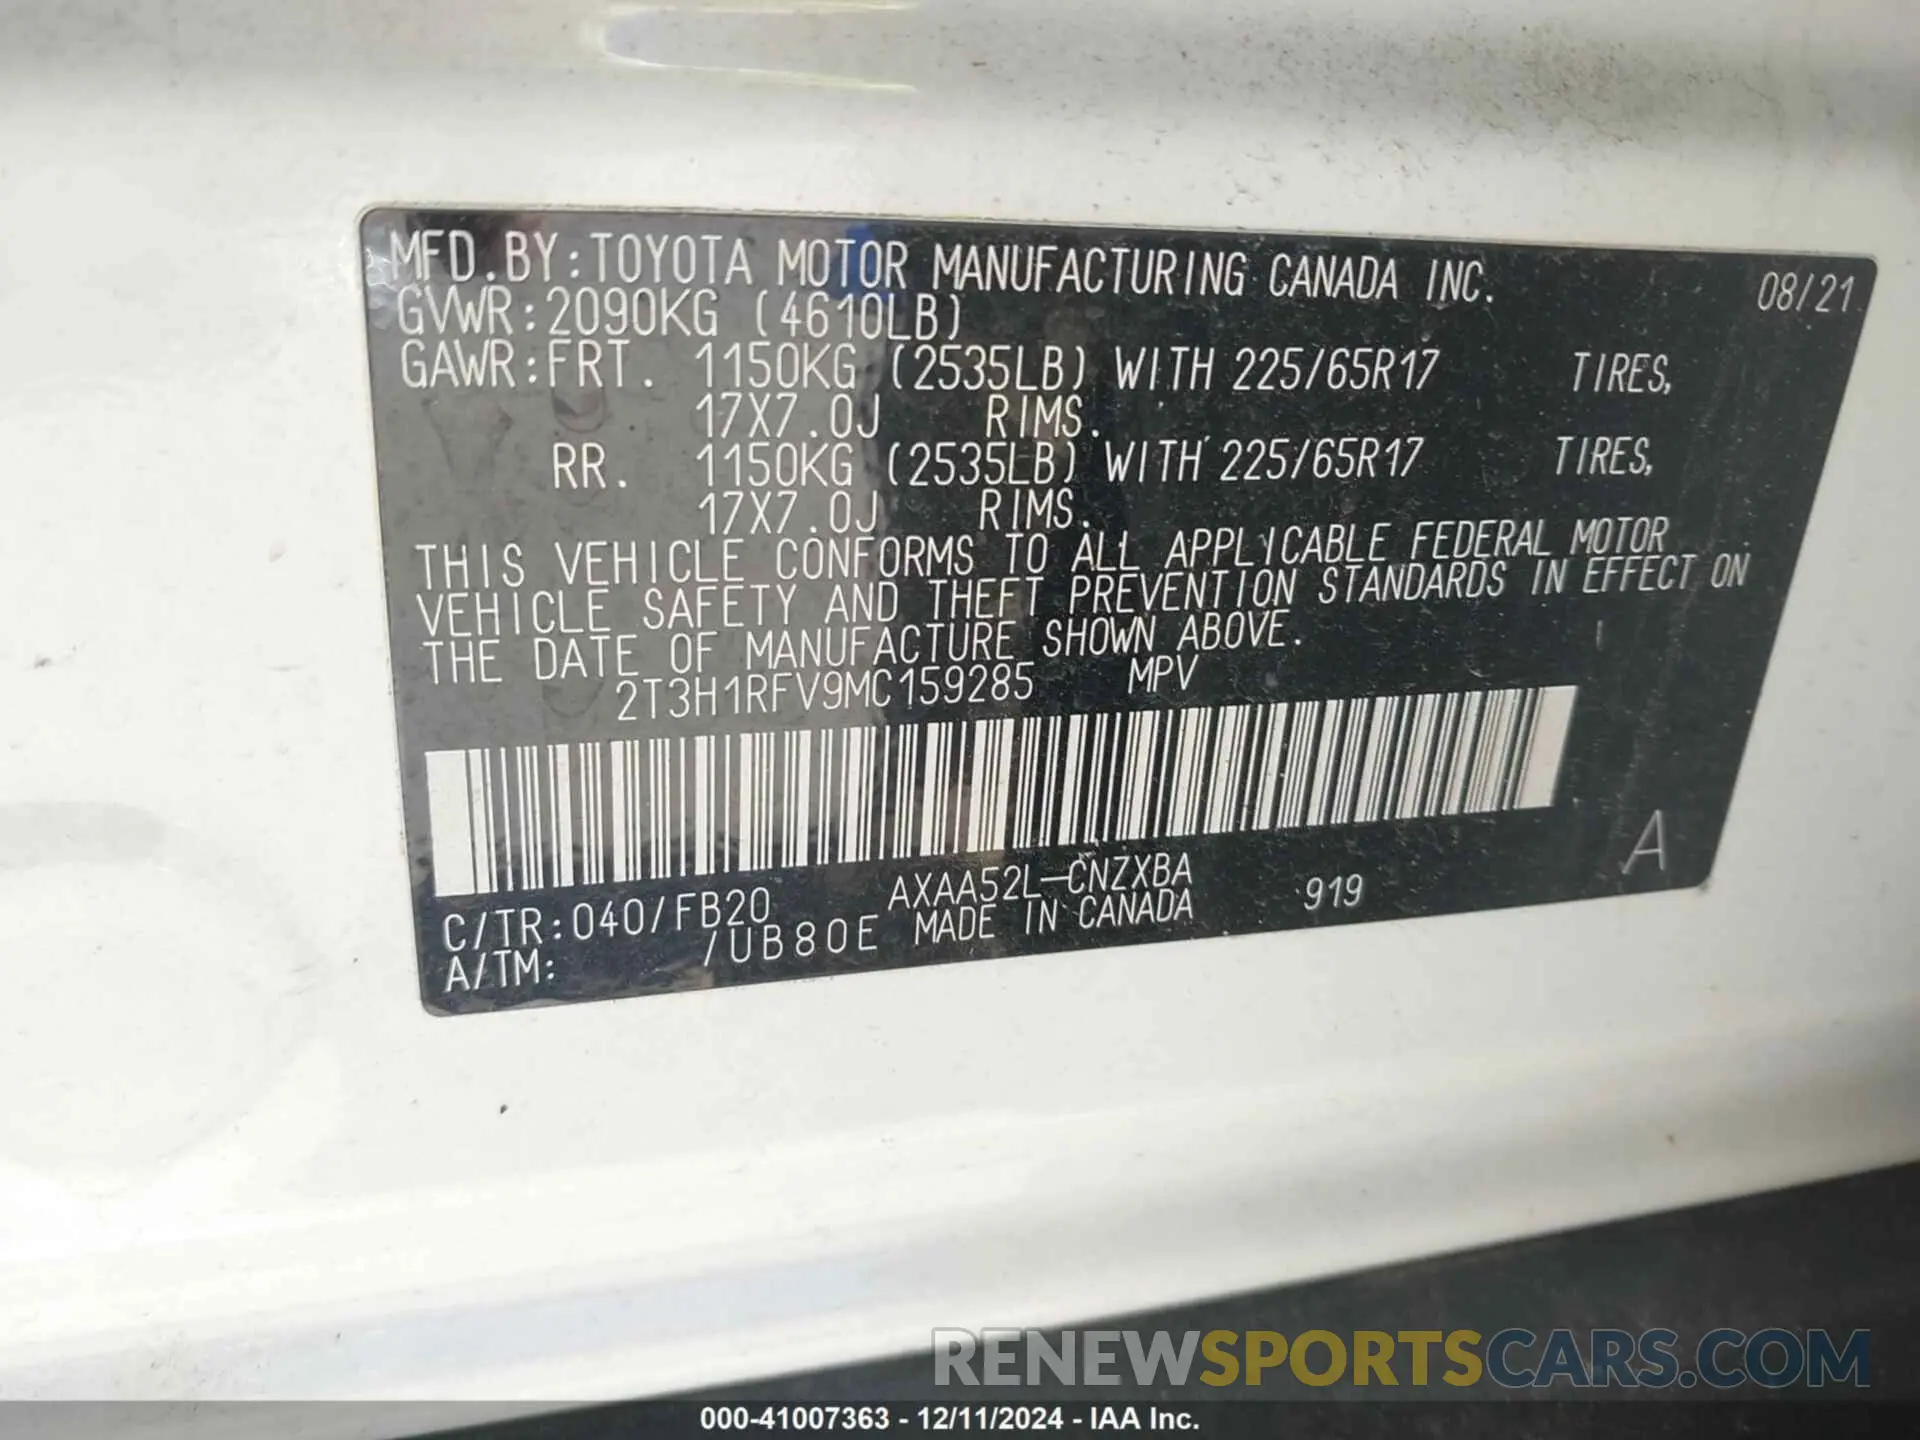 MFD.BY:TOYOTA MOTOR MANUFACTURING CANADA INC. 08/21
GVWR:2090KG (4610LB)
GAWR:FRT. 1150KG (2535LB) WITH 225/65R17 TIRES,
17X7.0J RIMS.
RR. 1150KG (2535LB) WITH 225/65R17 TIRES,
17X7.0J RIMS.
THIS VEHICLE CONFORMS TO ALL APPLICABLE FEDERAL MOTOR
VEHICLE SAFETY AND THEFT PREVENTION STANDARDS IN EFFECT ON
THE DATE OF MANUFACTURE SHOWN ABOVE.
2T3H1RFV9MC159285 MPV
C/TR:040/FB20 AXAA52L-CNZXBA A
A/TM: /UB80E MADE IN CANADA 919
RENEWSPORTSCARS.COM
000-41007363 - 12/11/2024 - IAA Inc.